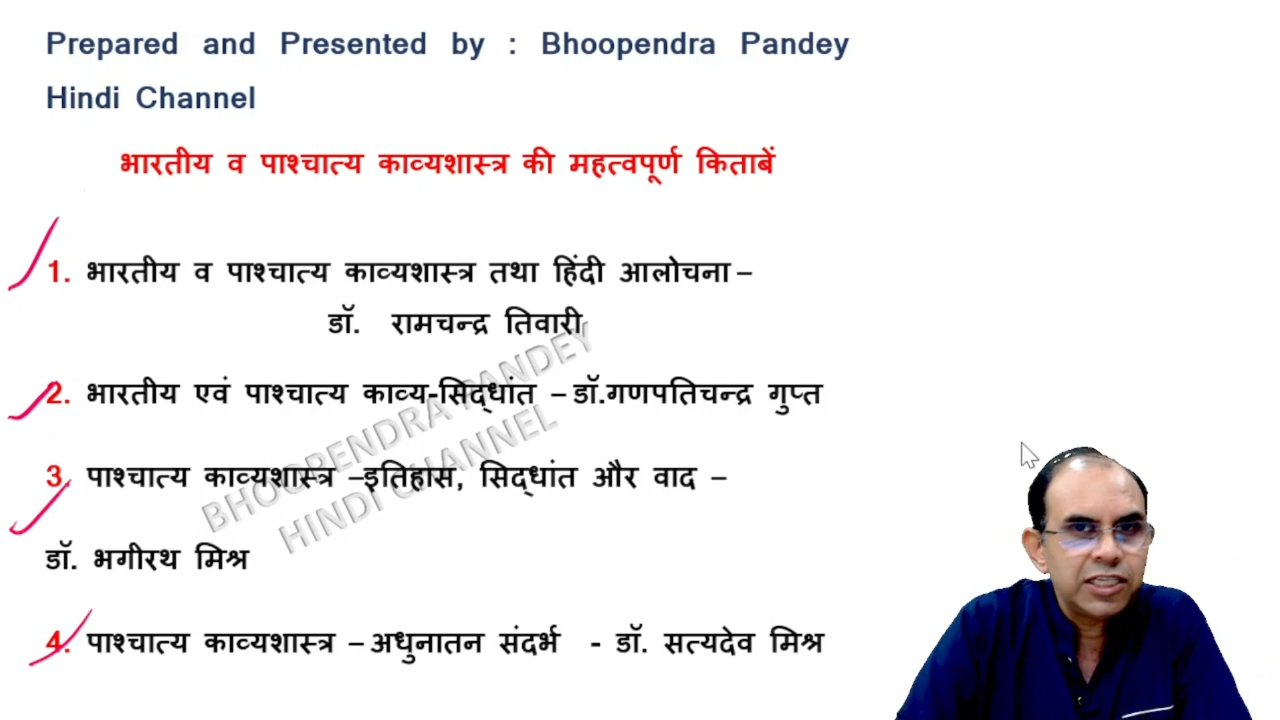 Prepared and Presented by : Bhoopendra Pandey
Hindi Channel
भारतीय व पाश्चात्य काव्यशास्त्र की महत्वपूर्ण किताबें
1. भारतीय व पाश्चात्य काव्यशास्त्र तथा हिंदी आलोचना –
डॉ. रामचन्द्र तिवारी
2. भारतीय एवं पाश्चात्य काव्य-सिद्धांत – डॉ.गणपतिचन्द्र गुप्त
3. पाश्चात्य काव्यशास्त्र –इतिहास, सिद्धांत और वाद –
डॉ. भगीरथ मिश्र
4. पाश्चात्य काव्यशास्त्र – अधुनातन संदर्भ - डॉ. सत्यदेव मिश्र
BHOOPENDRA PANDEY
HINDI CHANNEL